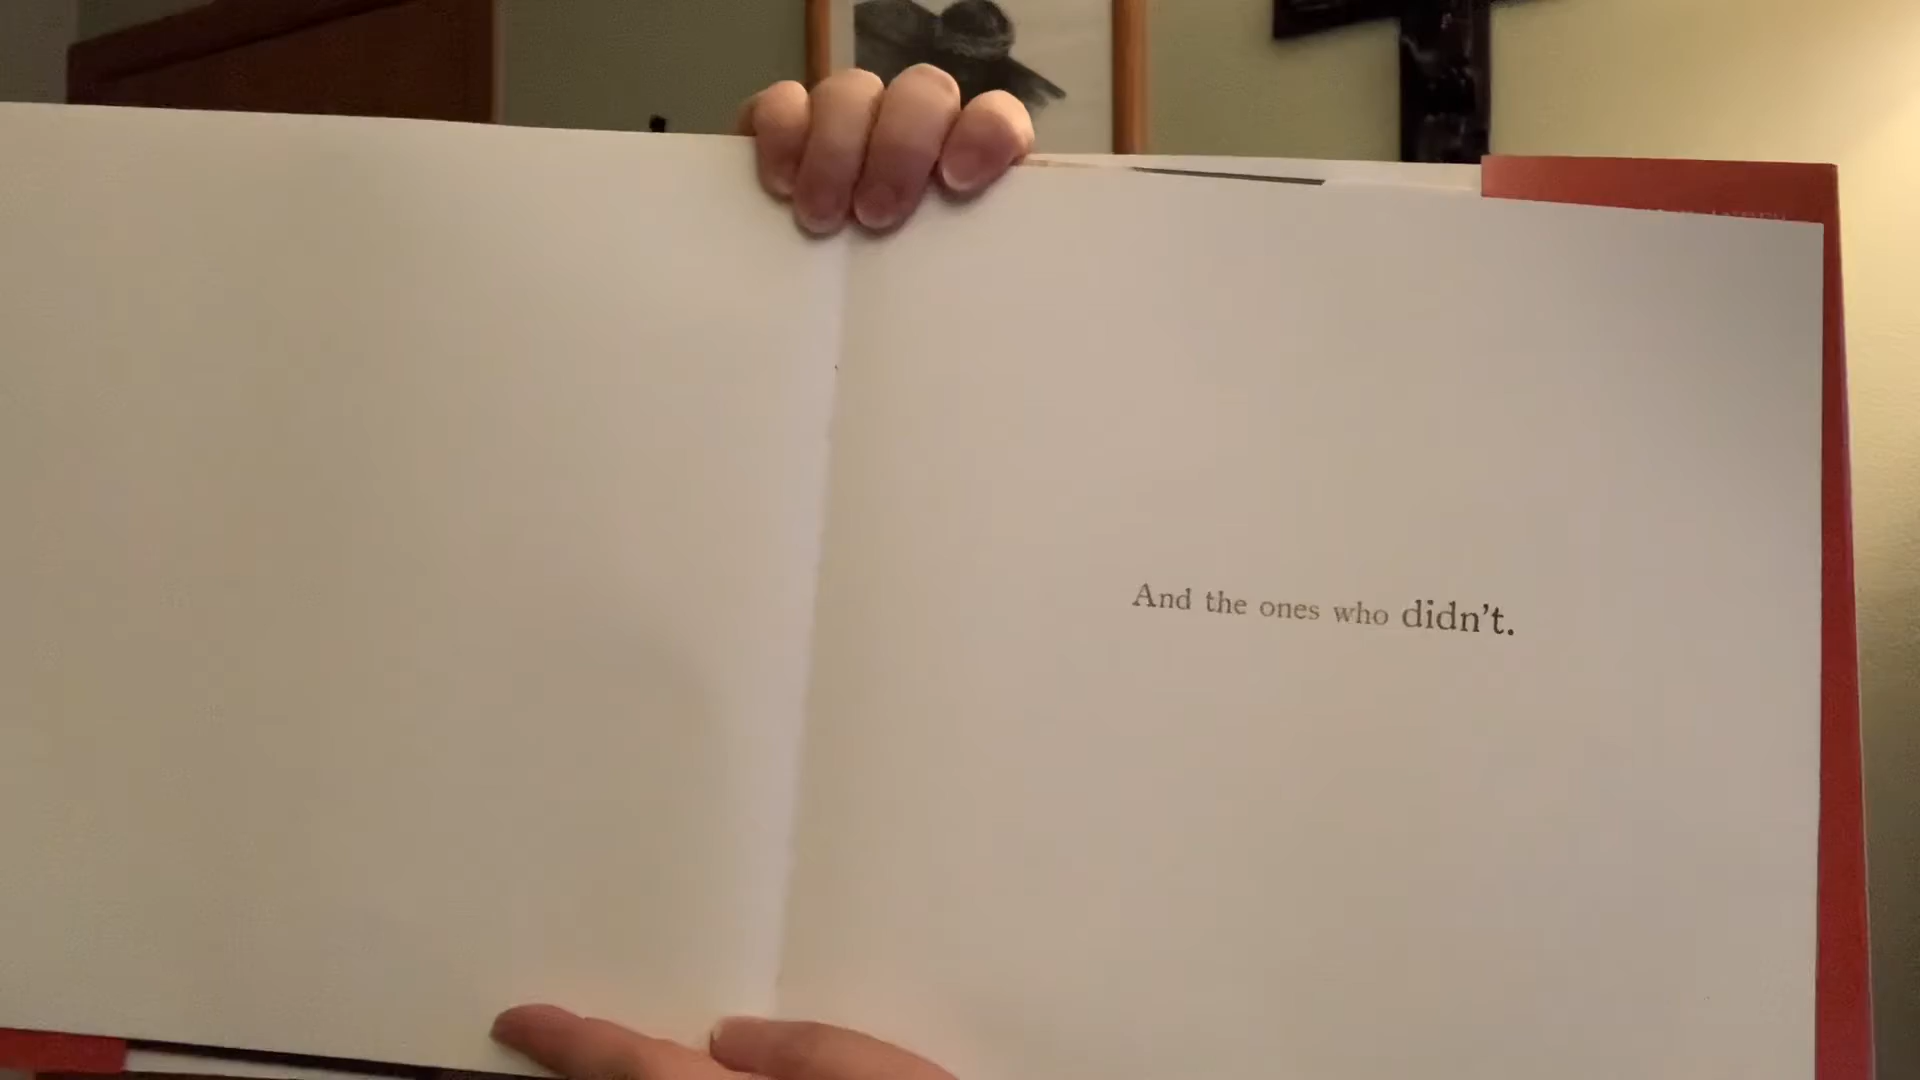 And the ones who didn't.